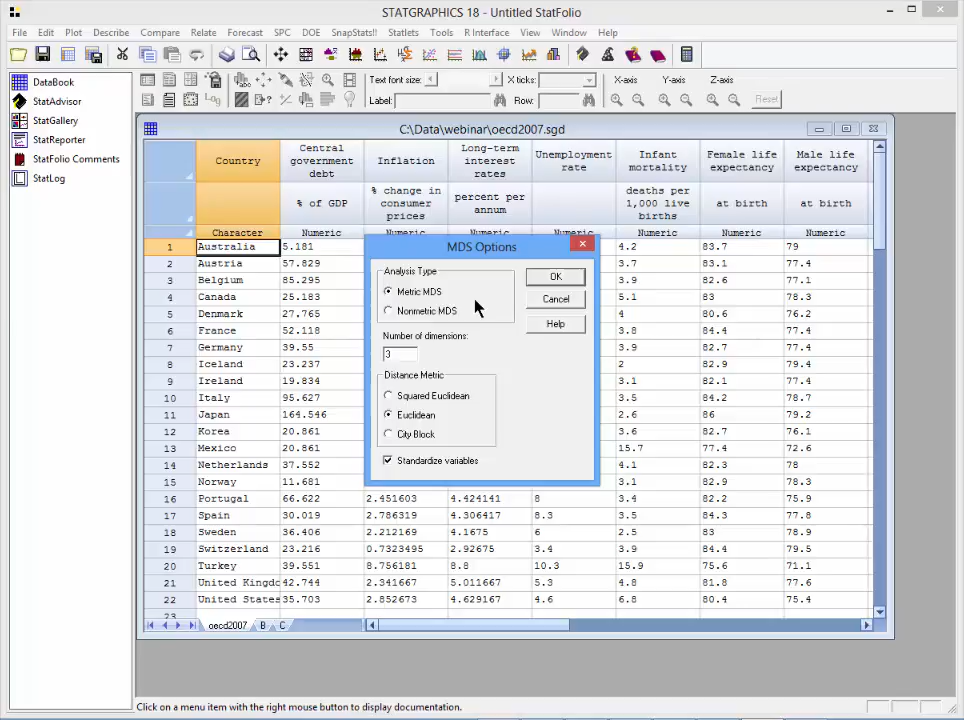 STATGRAPHICS 18 - Untitled StatFolio
File Edit Plot Describe Compare Relate Forecast SPC DOE SnapStats!! Statlets Tools R Interface View Window Help
Text font size: X ticks: X-axis Y-axis Z-axis
Log Label: Row: Reset
DataBook
StatAdvisor
StatGallery
StatReporter
StatFolio Comments
StatLog
C:\Data\webinar\oecd2007.sgd
Country Central government debt Inflation Long-term interest rates Unemployment rate Infant mortality Female life expectancy Male life expectancy
% of GDP % change in consumer prices percent per annum deaths per 1,000 live births at birth at birth
Character Numeric Numeric Numeric Numeric Numeric Numeric Numeric
1 Australia 5.181 4.2 83.7 79
2 Austria 57.829 3.7 83.1 77.4
3 Belgium 85.295 3.9 82.6 77.1
4 Canada 25.183 5.1 83 78.3
5 Denmark 27.765 4 80.6 76.2
6 France 52.118 3.8 84.4 77.4
7 Germany 39.55 3.9 82.7 77.4
8 Iceland 23.237 2 82.9 79.4
9 Ireland 19.834 3.1 82.1 77.4
10 Italy 95.627 3.5 84.2 78.7
11 Japan 164.546 2.6 86 79.2
12 Korea 20.861 4.1 82.7 76.1
13 Mexico 20.861 15.7 77.4 72.6
14 Netherlands 37.552 4.1 82.3 78
15 Norway 11.681 3.1 82.9 78.3
16 Portugal 66.622 2.451603 4.424141 8 3.4 82.2 75.9
17 Spain 30.019 2.786319 4.306417 8.3 3.5 84.3 77.8
18 Sweden 36.406 2.212169 4.1675 6 2.5 83 78.9
19 Switzerland 23.216 0.7323495 2.92675 3.4 3.9 84.4 79.5
20 Turkey 39.551 8.756181 8.8 10.3 15.9 75.6 71.1
21 United Kingdo 42.744 2.341667 5.011667 5.3 4.8 81.8 77.6
22 United States 35.703 2.852673 4.629167 4.6 6.8 80.4 75.4
23
oecd2007 B C
MDS Options
Analysis Type
Metric MDS
Nonmetric MDS
Number of dimensions:
3
Distance Metric
Squared Euclidean
Euclidean
City Block
Standardize variables
OK
Cancel
Help
Click on a menu item with the right mouse button to display documentation.